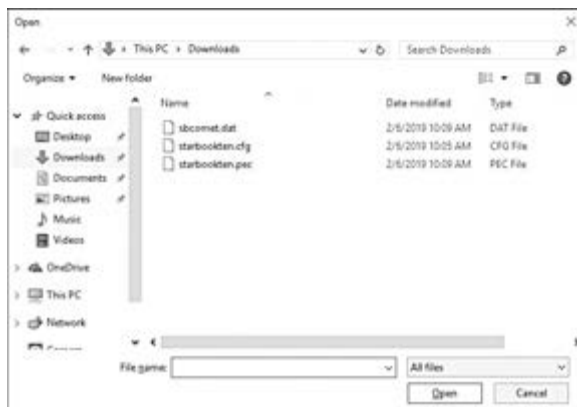 Open
This PC Downloads Search Downloads
Organize New folder
Name Date modified Type
Quick access
sbcomet.dat 2/6/2019 10:09 AM DAT File
Desktop
starbookten.cfg 2/6/2019 10:05 AM CFG File
Downloads
starbookten.pec 2/6/2019 10:09 AM PEC File
Documents
Pictures
Music
Videos
OneDrive
This PC
Network
File name: All files
Open Cancel